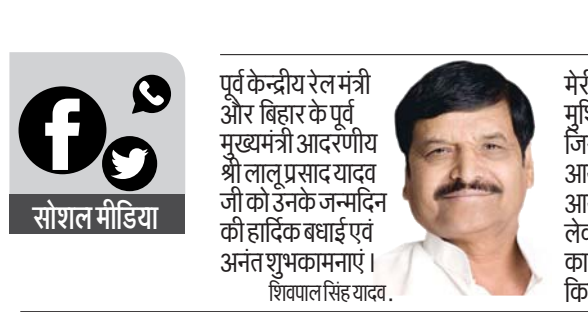 सोशल मीडिया
पूर्व केन्द्रीय रेल मंत्री
और बिहार के पूर्व
मुख्यमंत्री आदरणीय
श्री लालू प्रसाद यादव
जी को उनके जन्मदिन
की हार्दिक बधाई एवं
अनंत शुभकामनाएं।
शिवपाल सिंह यादव.
मेरी